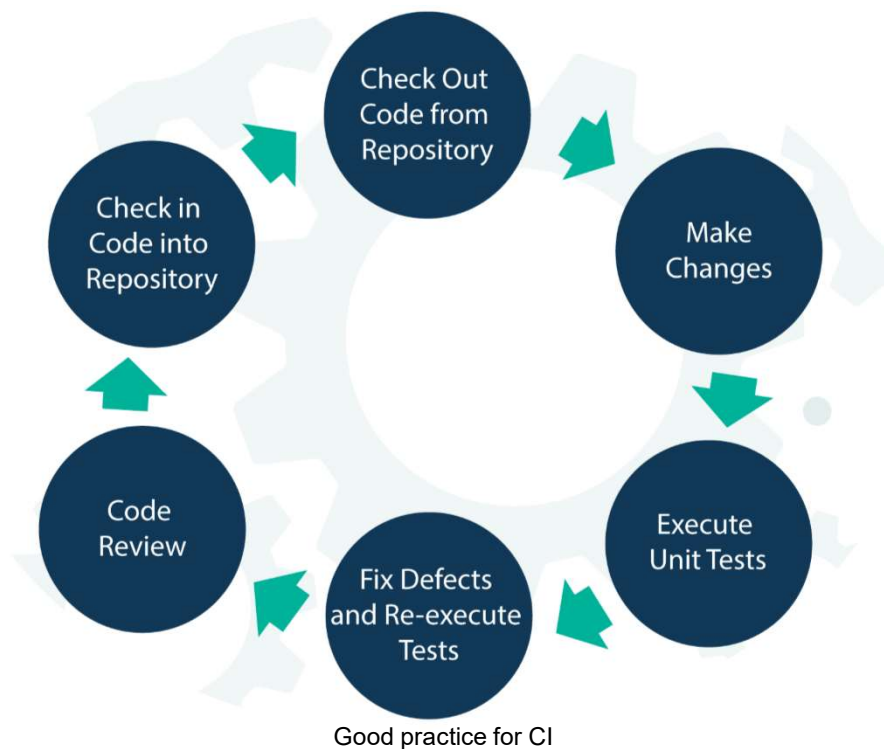 Check Out
Code from
Repository
Make
Changes
Execute
Unit Tests
Fix Defects
and Re-execute
Tests
Code
Review
Check in
Code into
Repository
Good practice for CI